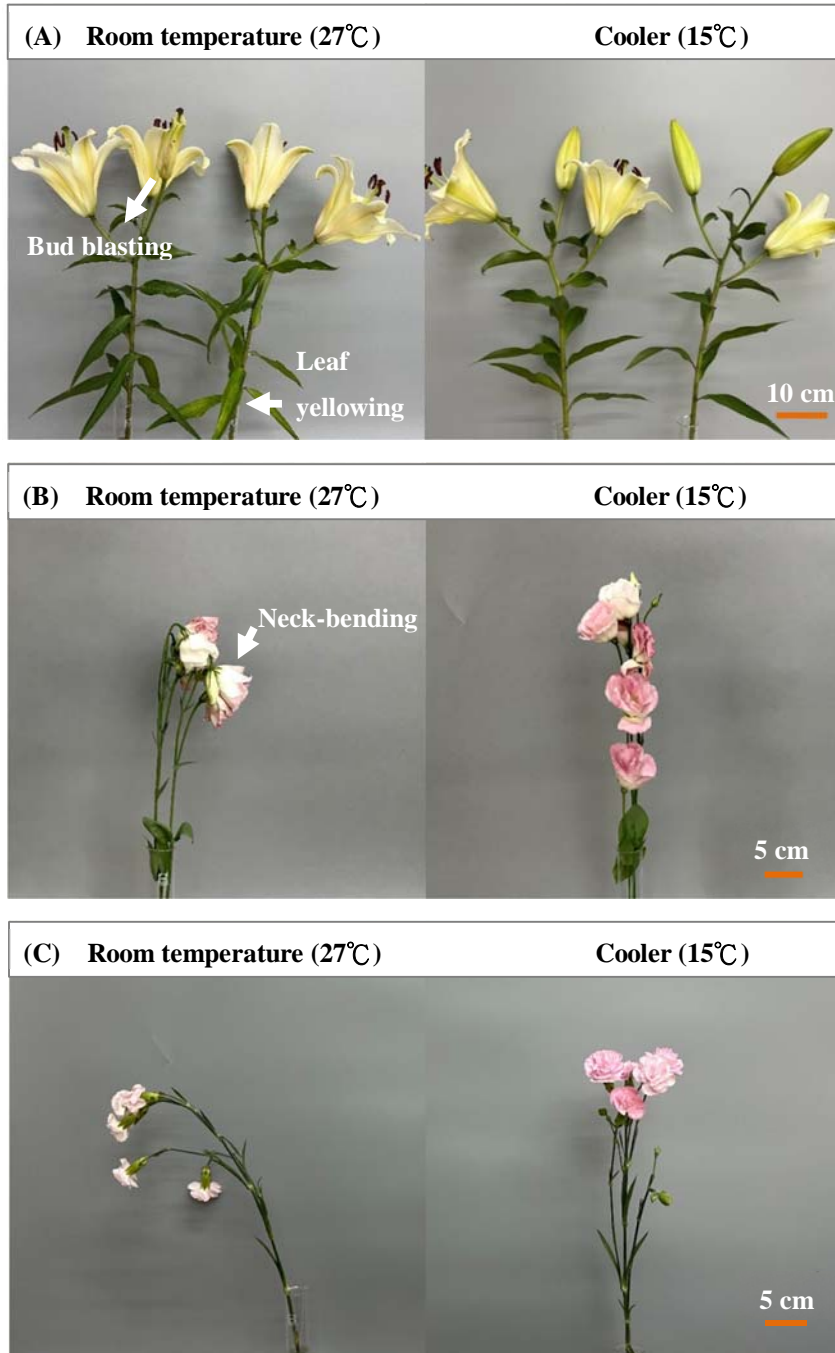 (A) Room temperature (27℃) Cooler (15℃)
Bud blasting
Leaf
yellowing
10 cm
(B) Room temperature (27℃) Cooler (15℃)
Neck-bending
5 cm
(C) Room temperature (27℃) Cooler (15℃)
5 cm